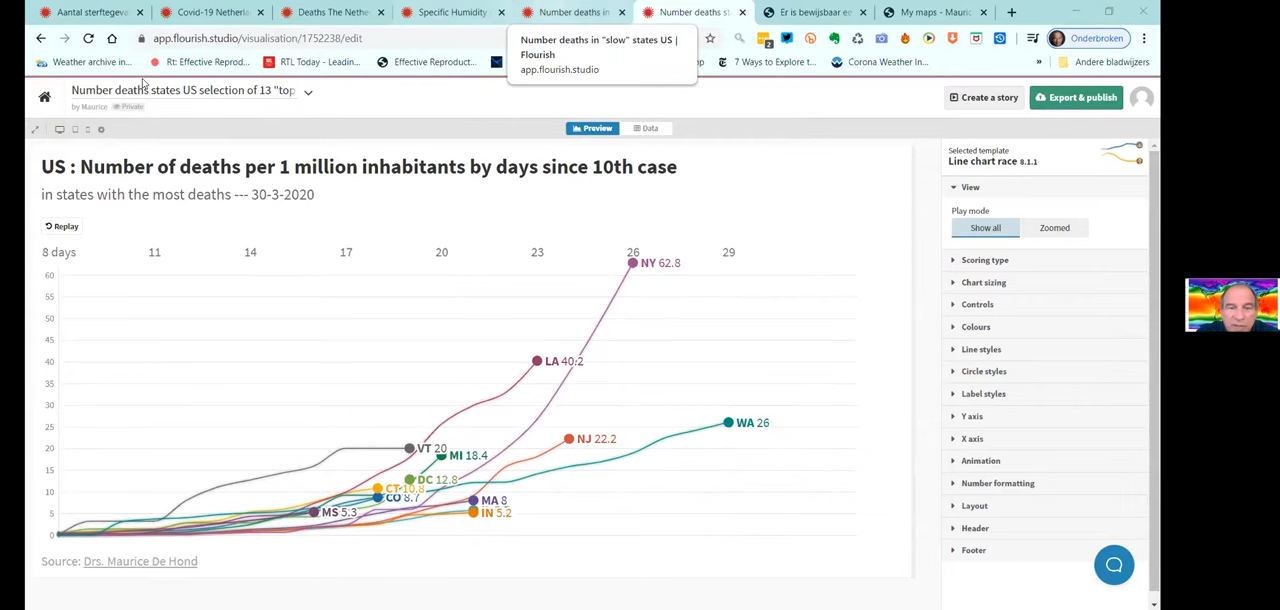 Aantal sterftegeva
Covid-19 Netherla
Deaths The Nethe
Specific Humidity
Number deaths in
Number deaths st
Er is bewijsbaar ee
My maps - Mauric
app.flourish.studio/visualisation/1752238/edit
Number deaths in "slow" states US |
Flourish
app.flourish.studio
2
Onderbroken
Weather archive in...
Rt: Effective Reprod...
RTL Today - Leadin...
Effective Reproduct...
7 Ways to Explore t...
Corona Weather In...
»
Andere bladwijzers
Number deaths states US selection of 13 "top
by Maurice
Private
Create a story
Export & publish
Preview
Data
US : Number of deaths per 1 million inhabitants by days since 10th case
in states with the most deaths --- 30-3-2020
Replay
8 days 11 14 17 20 23 26 29
60
55
50
45
40
35
30
25
20
15
10
5
0
NY 62.8
LA 40.2
WA 26
NJ 22.2
VT 20
MI 18.4
DC 12.8
CT 10.8
CO 8.7
MA 8
MS 5.3
IN 5.2
Source: Drs. Maurice De Hond
Selected template
Line chart race 8.1.1
View
Play mode
Show all
Zoomed
Scoring type
Chart sizing
Controls
Colours
Line styles
Circle styles
Label styles
Y axis
X axis
Animation
Number formatting
Layout
Header
Footer